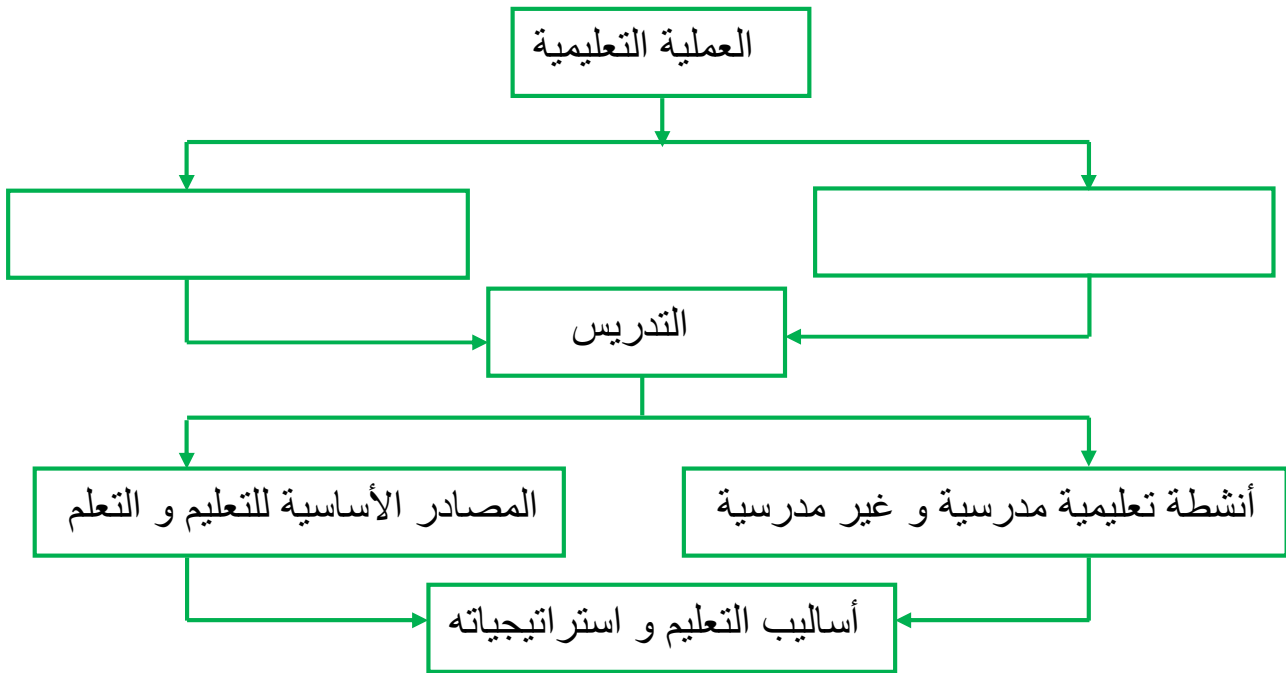 العملية التعليمية
التدريس
أنشطة تعليمية مدرسية و غير مدرسية
المصادر الأساسية للتعليم و التعلم
أساليب التعليم و استراتيجياته